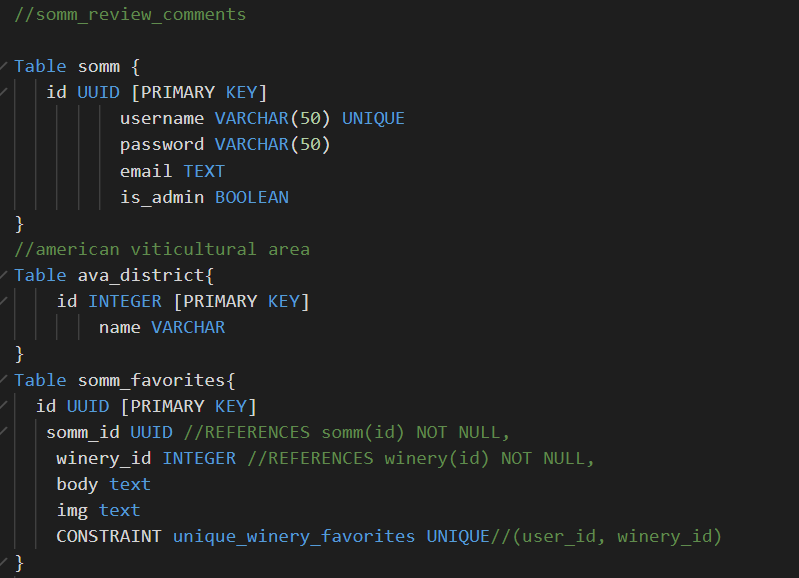 //somm_review_comments
Table somm {
id UUID [PRIMARY KEY]
username VARCHAR(50) UNIQUE
password VARCHAR(50)
email TEXT
is_admin BOOLEAN
}
//american viticultural area
Table ava_district{
id INTEGER [PRIMARY KEY]
name VARCHAR
}
Table somm_favorites{
id UUID [PRIMARY KEY]
somm_id UUID //REFERENCES somm(id) NOT NULL,
winery_id INTEGER //REFERENCES winery(id) NOT NULL,
body text
img text
CONSTRAINT unique_winery_favorites UNIQUE//(user_id, winery_id)
}